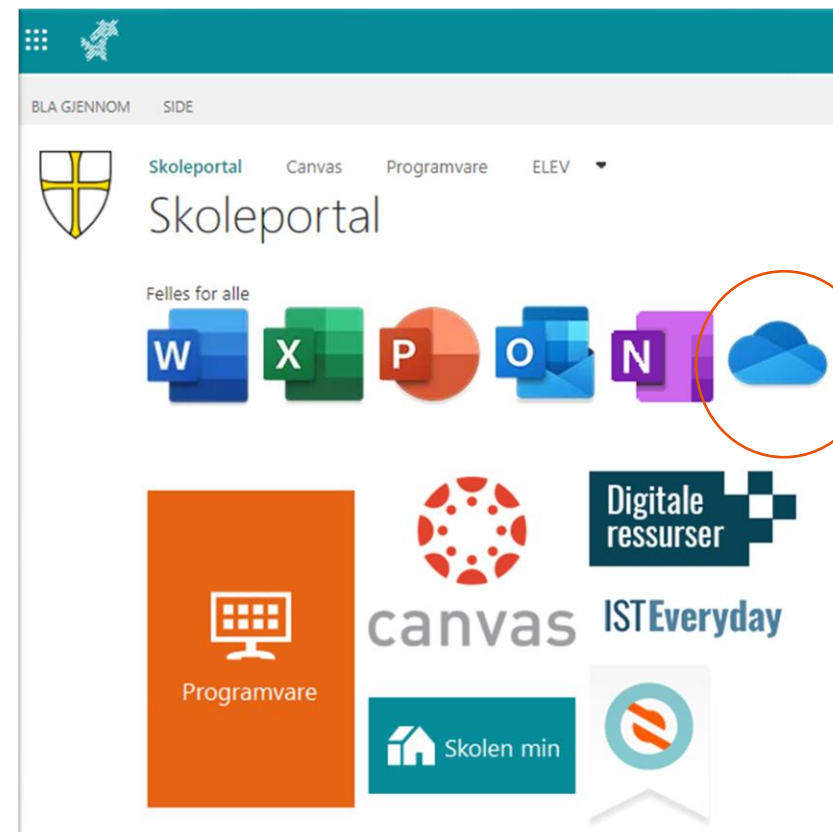 BLA GJENNOM SIDE
Skoleportal Canvas Programvare ELEV
Skoleportal
Felles for alle
W X P O N
Digitale
ressurser
canvas
ISTEveryday
Programvare
Skolen min